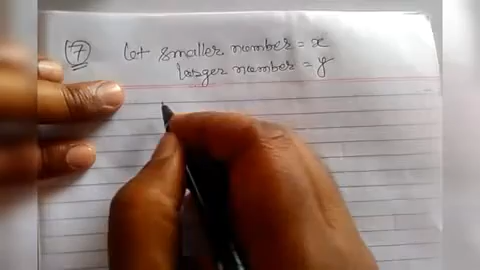 7 Let smaller number = x
larger number = y